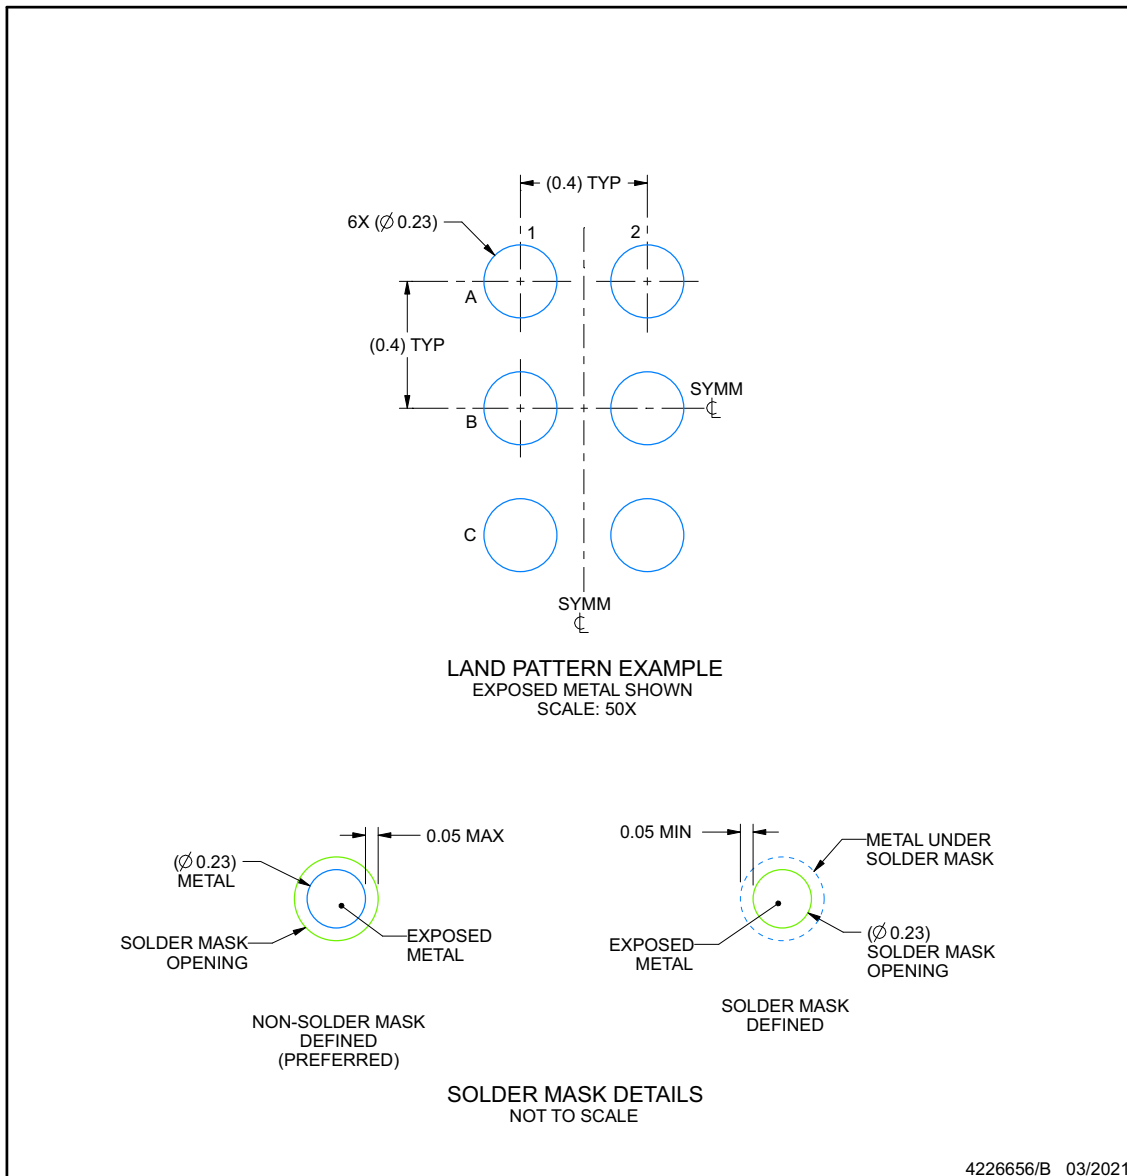 (0.4) TYP
6X (∅ 0.23)
1
2
A
(0.4) TYP
SYMM
℄
B
C
SYMM
℄
LAND PATTERN EXAMPLE
EXPOSED METAL SHOWN
SCALE: 50X
0.05 MAX
(∅ 0.23)
METAL
SOLDER MASK
OPENING
EXPOSED
METAL
NON-SOLDER MASK
DEFINED
(PREFERRED)
0.05 MIN
METAL UNDER
SOLDER MASK
EXPOSED
METAL
(∅ 0.23)
SOLDER MASK
OPENING
SOLDER MASK
DEFINED
SOLDER MASK DETAILS
NOT TO SCALE
4226656/B 03/2021